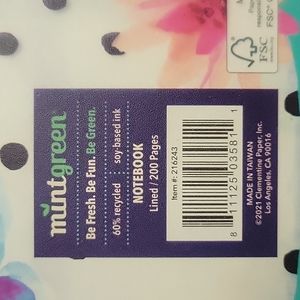 mintgreen
Be Fresh. Be Fun. Be Green.
60% recycled | soy-based ink
NOTEBOOK
Lined / 200 Pages
Item #: 216243
8 11125 03581 1
MADE IN TAIWAN
©2021 Clementine Paper, Inc.
Los Angeles, CA 90016
FSC